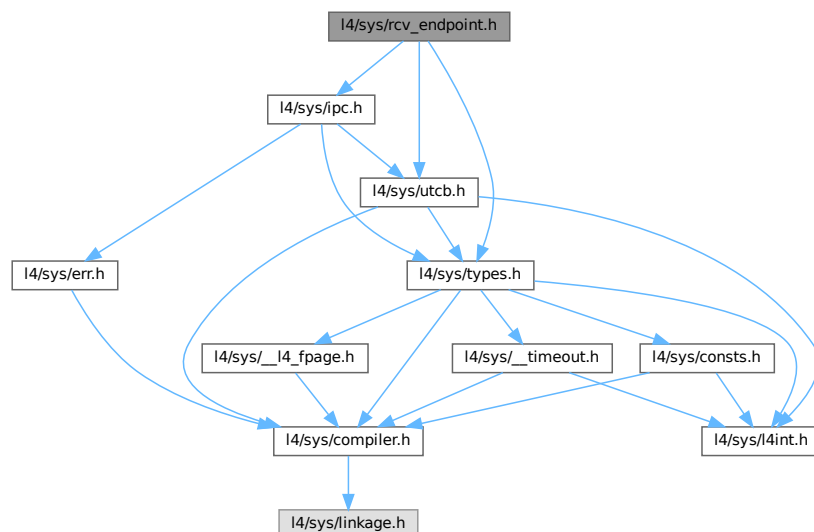 l4/sys/rcv_endpoint.h
l4/sys/ipc.h
l4/sys/utcb.h
l4/sys/err.h
l4/sys/types.h
l4/sys/__l4_fpage.h
l4/sys/__timeout.h
l4/sys/consts.h
l4/sys/compiler.h
l4/sys/l4int.h
l4/sys/linkage.h